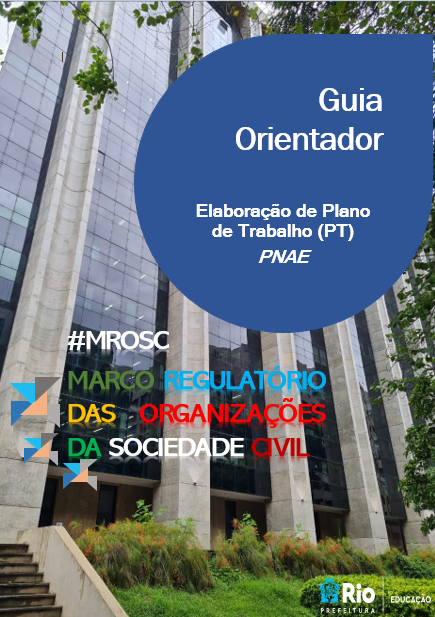 Guia
Orientador
Elaboração de Plano
de Trabalho (PT)
PNAE
#MROSC
MARCO REGULATÓRIO
DAS ORGANIZAÇÕES
DA SOCIEDADE CIVIL
Rio
PREFEITURA
EDUCAÇÃO